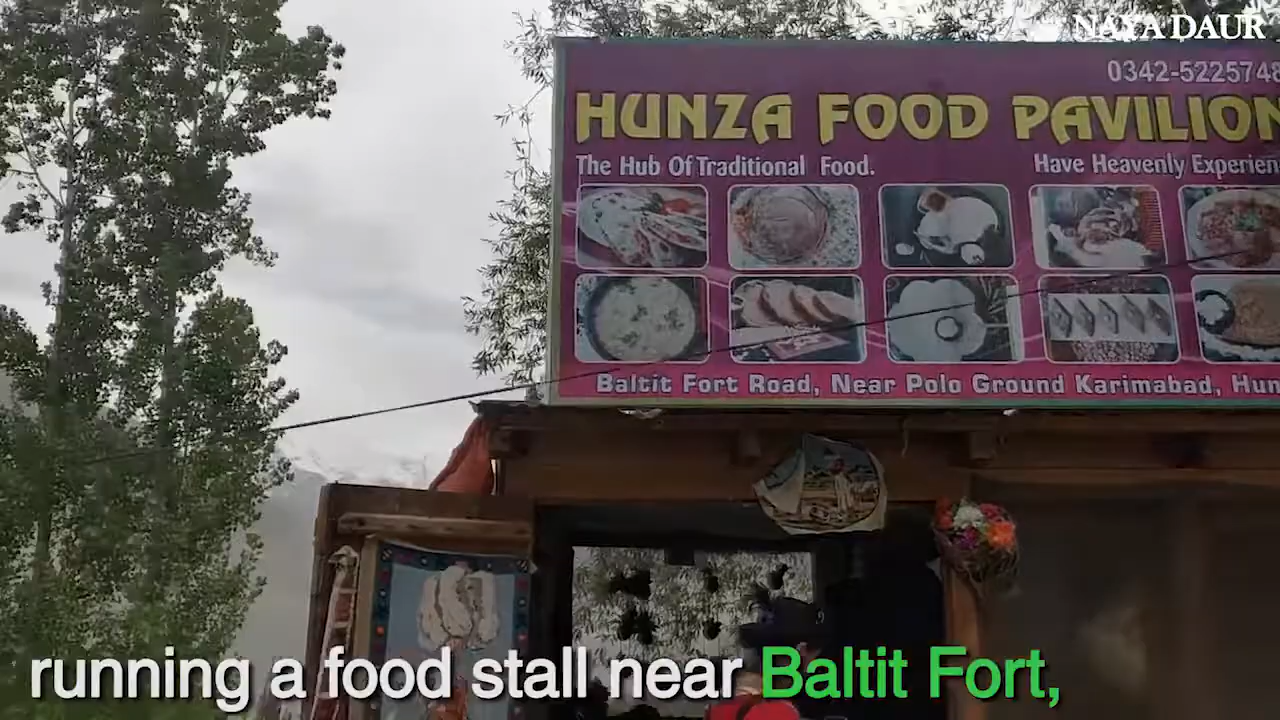 NAYA DAUR
0342-5225748
HUNZA FOOD PAVILION
The Hub Of Traditional Food.
Have Heavenly Experien
Baltit Fort Road, Near Polo Ground Karimabad, Hun
running a food stall near Baltit Fort,